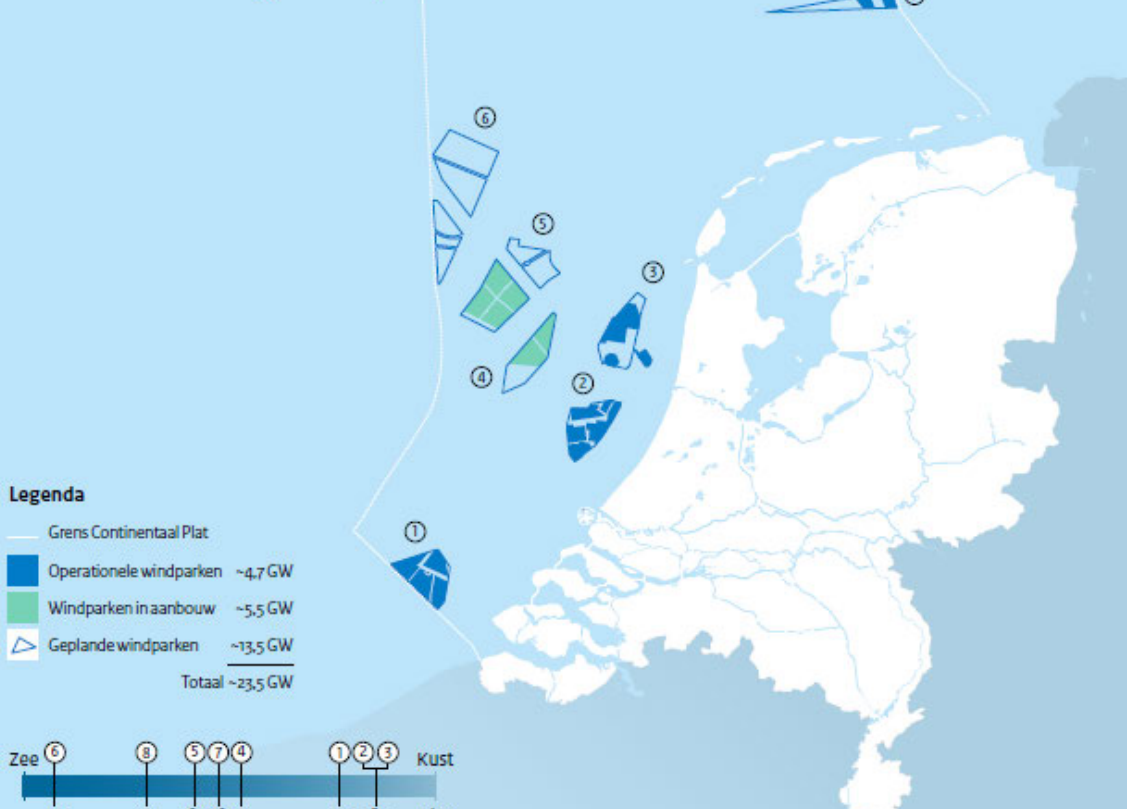 6
5
3
4
2
1
Legenda
Grens Continentaal Plat
Operationele windparken ~4,7 GW
Windparken in aanbouw ~5,5 GW
Geplande windparken ~13,5 GW
Totaal ~23,5 GW
Zee 6 8 5 7 4 1 2 3 Kust